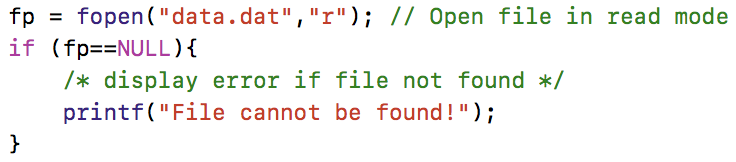 fp = fopen("data.dat","r"); // Open file in read mode
if (fp==NULL){
    /* display error if file not found */
    printf("File cannot be found!");
}